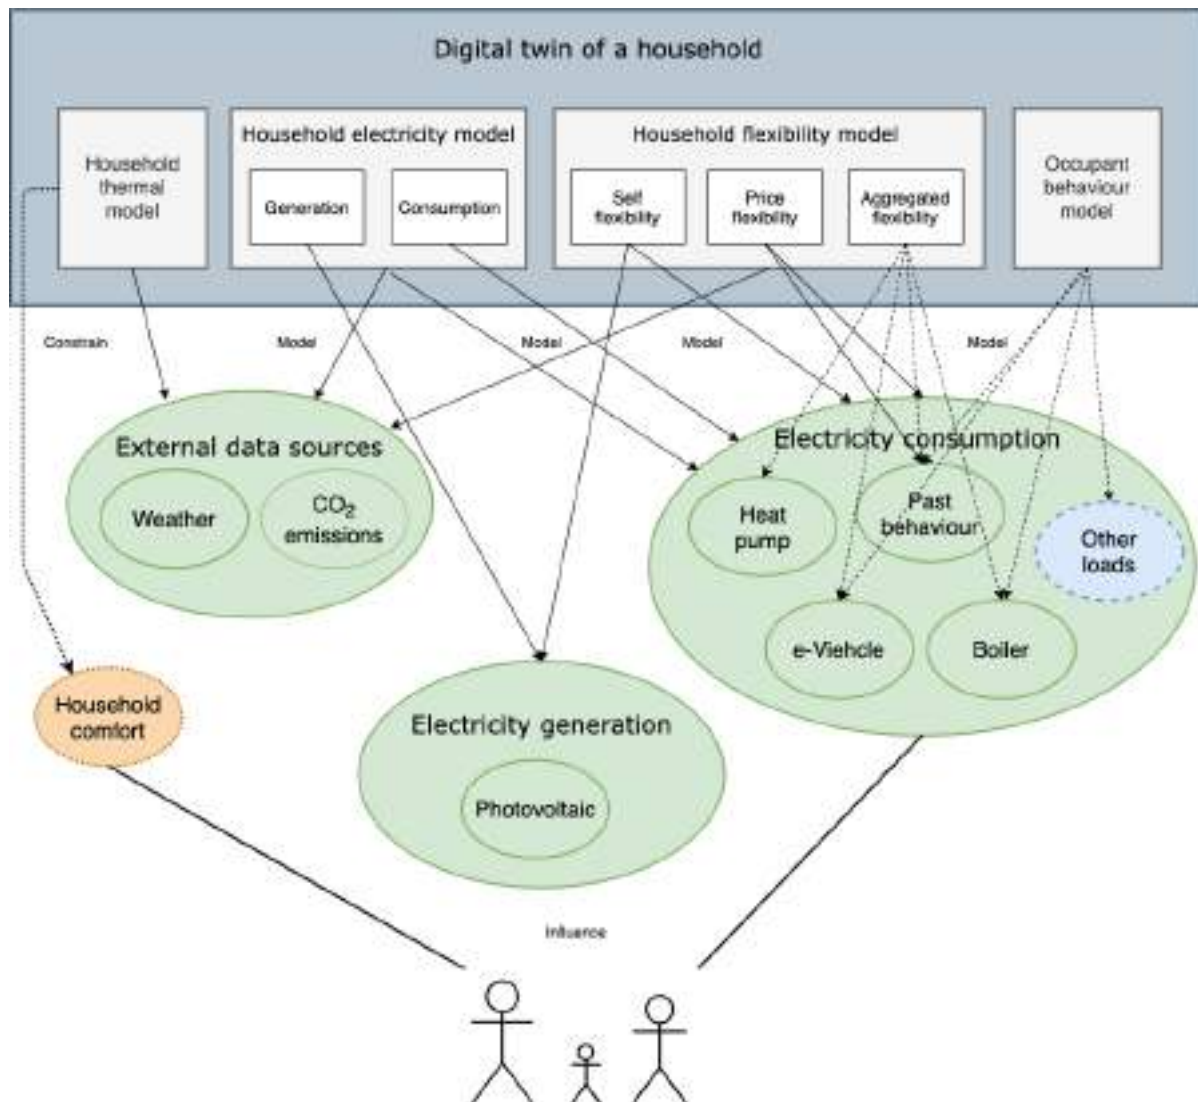 Digital twin of a household
Household
thermal
model
Household electricity model
Generation
Consumption
Household flexibility model
Self
flexibility
Price
flexibility
Aggregated
flexibility
Occupant
behaviour
model
Constrain
Model
Model
Model
Model
External data sources
Weather
CO₂
emissions
Electricity consumption
Heat
pump
Past
behaviour
Other
loads
e-Viehcle
Boiler
Household
comfort
Electricity generation
Photovoltaic
Influence